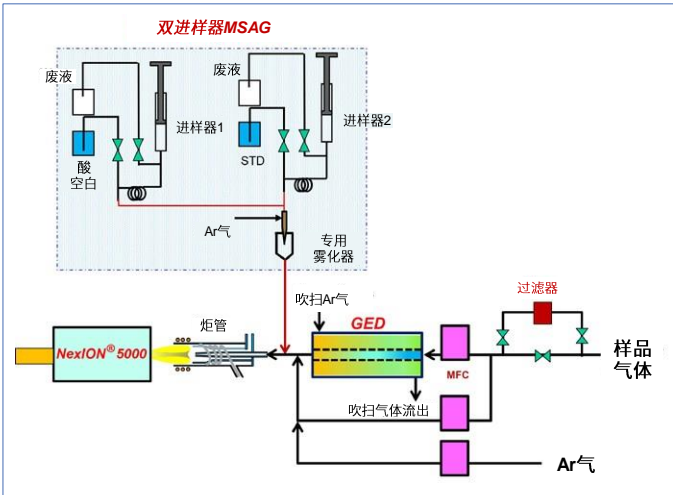 双进样器MSAG
废液
进样器1
酸
空白
废液
进样器2
STD
Ar气
专用
雾化器
吹扫Ar气
过滤器
炬管
GED
NexION® 5000
MFC
样品
气体
吹扫气体流出
Ar气